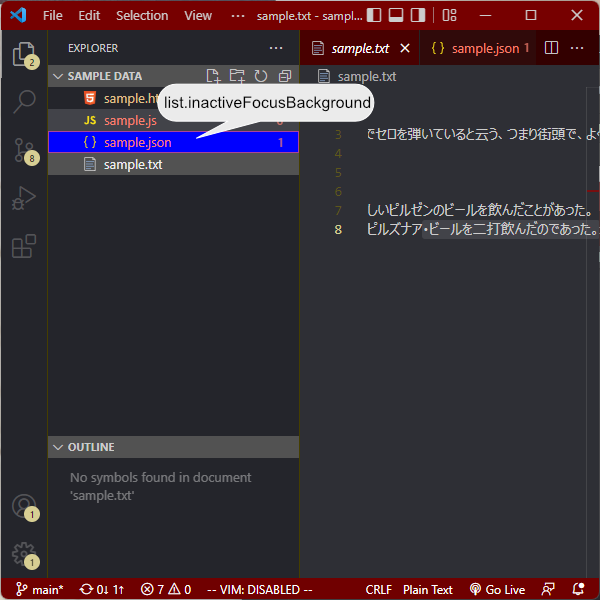 File Edit Selection View ··· sample.txt - sampl...
EXPLORER ···
sample.txt
{ } sample.json 1 ···
SAMPLE DATA
sample.txt
sample.ht
list.inactiveFocusBackground
JS sample.js
{ } sample.json 1
sample.txt
3 でセロを弾いていると云う、つまり街頭で、よ
4
5
6
7 しいピルゼンのビールを飲んだことがあった。
8 ピルズナア・ビールを二打飲んだのであった。
OUTLINE
No symbols found in document
'sample.txt'
2
8
1
1
main* 0↓ 1↑ 7 0 -- VIM: DISABLED -- CRLF Plain Text Go Live